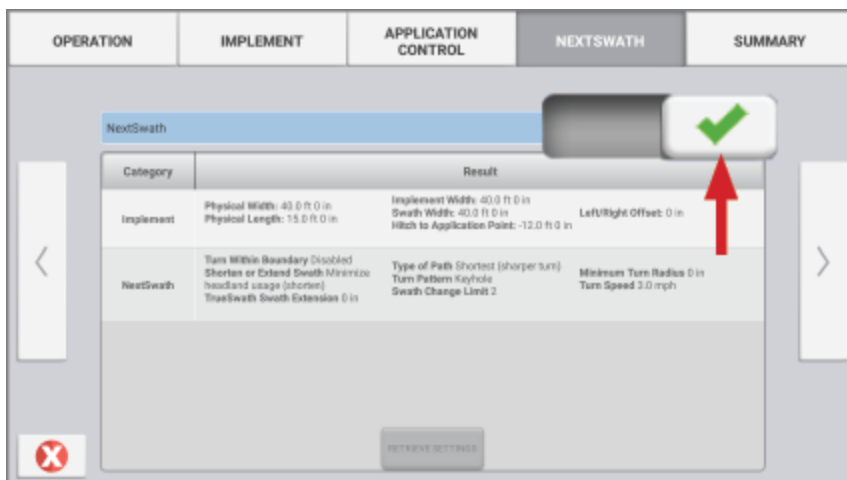 OPERATION
IMPLEMENT
APPLICATION
CONTROL
NEXTSWATH
SUMMARY
NextSwath
Category
Result
Implement
Physical Width: 40.0 ft 0 in
Physical Length: 15.0 ft 0 in
Implement Width: 40.0 ft 0 in
Swath Width: 40.0 ft 0 in
Hitch to Application Point: -12.0 ft 0 in
Left/Right Offset: 0 in
NextSwath
Turn Within Boundary Disabled
Shorten or Extend Swath Minimize
headland usage (shorten)
TrueSwath Swath Extension 0 in
Type of Path Shortest (sharper turn)
Turn Pattern Keyhole
Swath Change Limit 2
Minimum Turn Radius 0 in
Turn Speed 3.0 mph
RETRIEVE SETTINGS